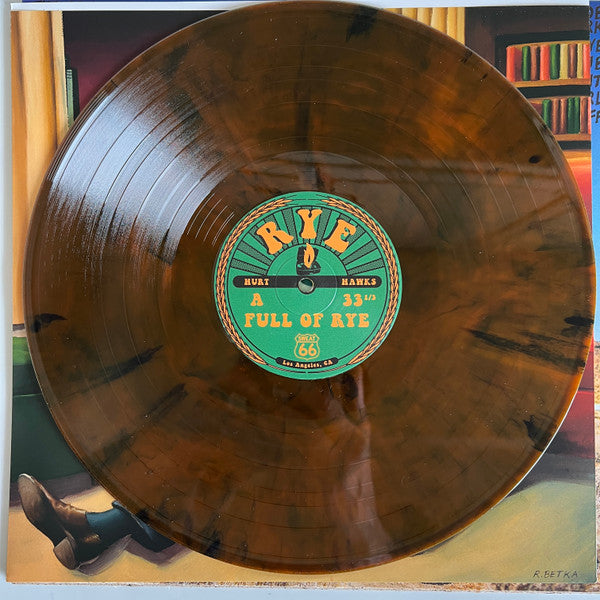 RYE
HURT HAWKS
A 33 1/3
FULL OF RYE
GREAT
66
Los Angeles, CA
R. BETKA